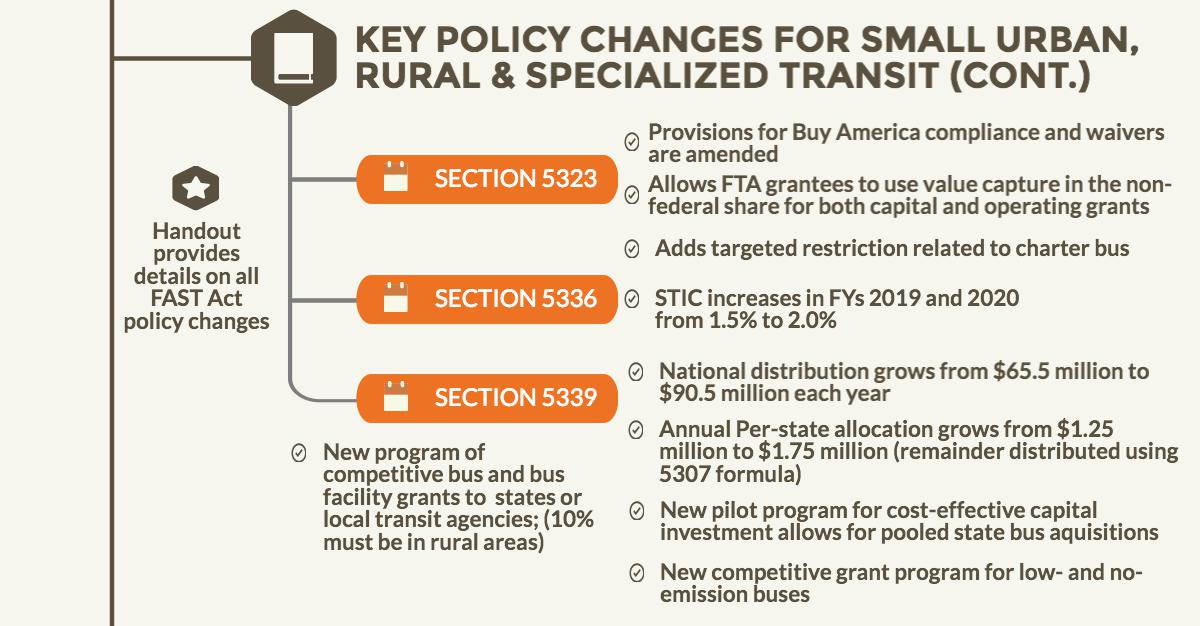 KEY POLICY CHANGES FOR SMALL URBAN,
RURAL & SPECIALIZED TRANSIT (CONT.)
Handout
provides
details on all
FAST Act
policy changes
SECTION 5323
Provisions for Buy America compliance and waivers
are amended
Allows FTA grantees to use value capture in the non-
federal share for both capital and operating grants
Adds targeted restriction related to charter bus
SECTION 5336
STIC increases in FYs 2019 and 2020
from 1.5% to 2.0%
SECTION 5339
National distribution grows from $65.5 million to
$90.5 million each year
Annual Per-state allocation grows from $1.25
million to $1.75 million (remainder distributed using
5307 formula)
New pilot program for cost-effective capital
investment allows for pooled state bus aquisitions
New competitive grant program for low- and no-
emission buses
New program of
competitive bus and bus
facility grants to  states or
local transit agencies; (10%
must be in rural areas)